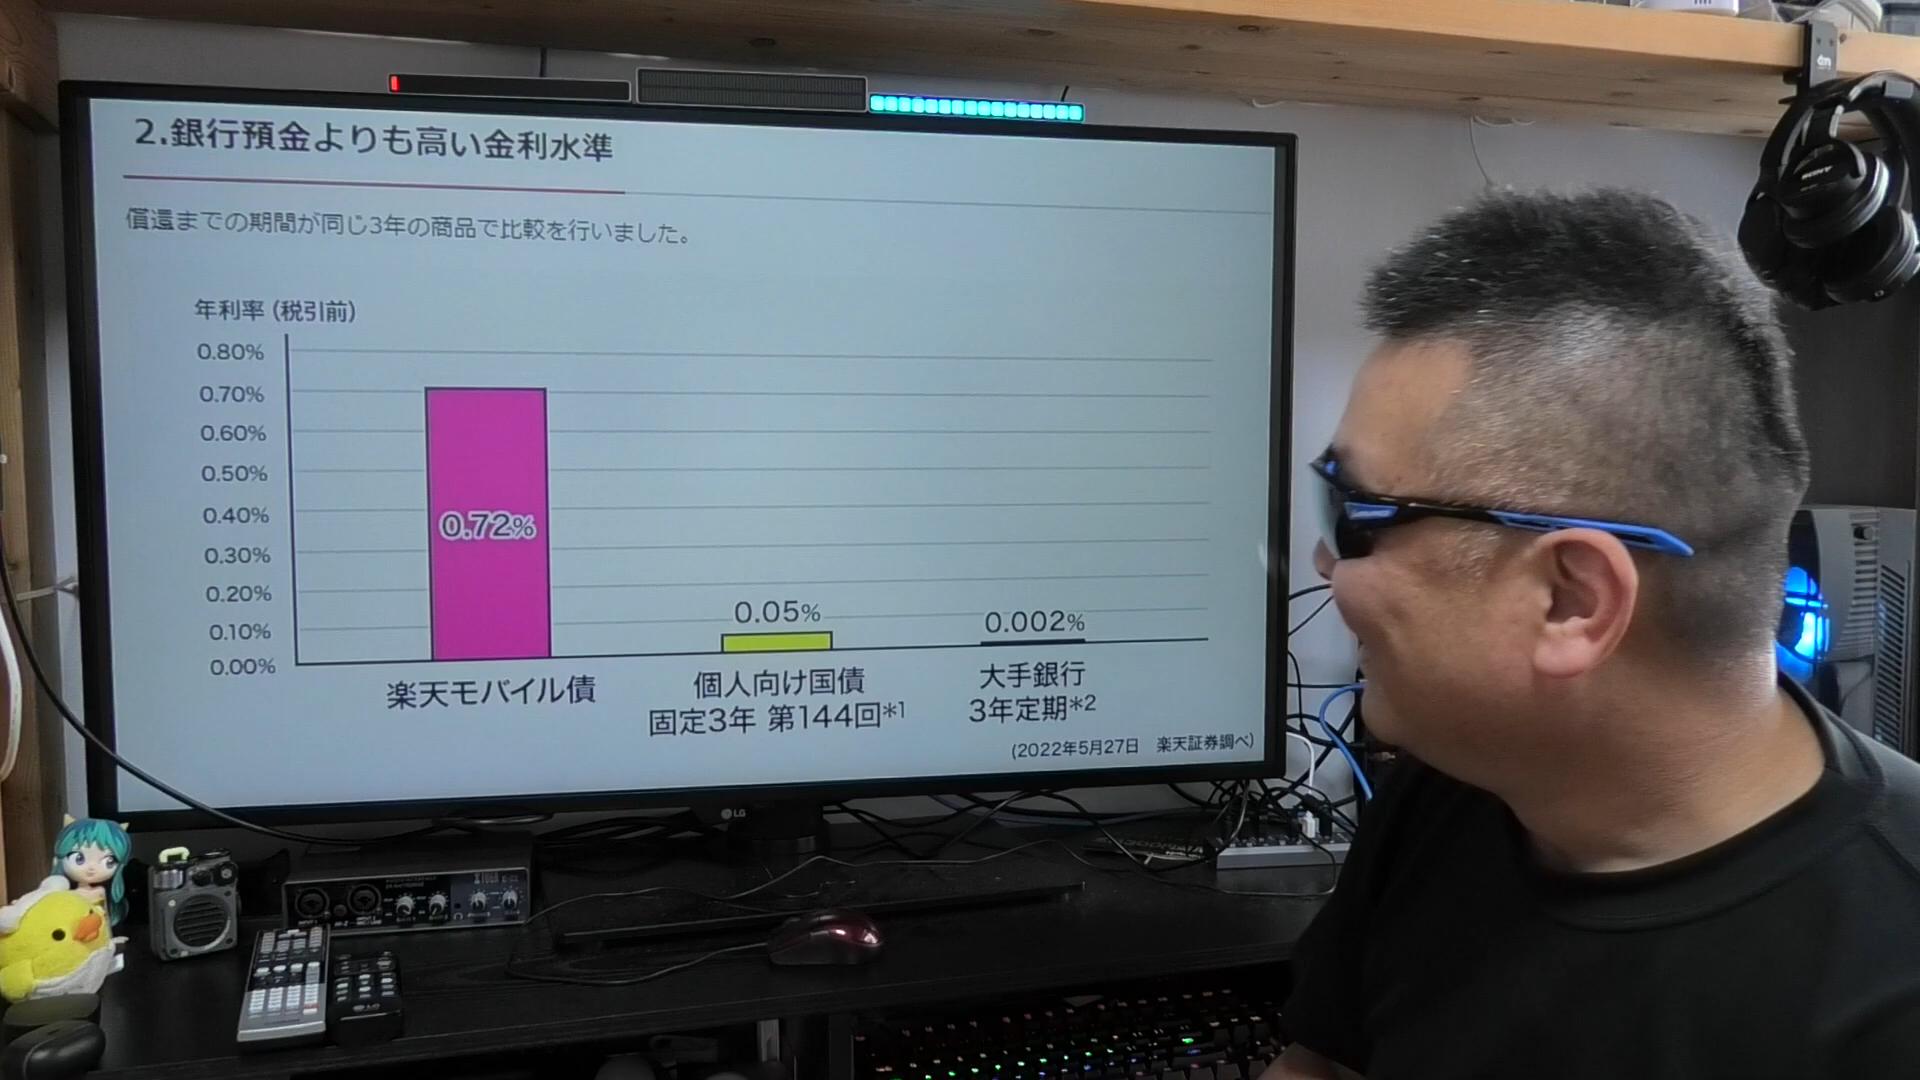 2.銀行預金よりも高い金利水準
償還までの期間が同じ3年の商品で比較を行いました。
年利率 (税引前)
0.80%
0.70%
0.60%
0.50%
0.40%
0.30%
0.20%
0.10%
0.00%
0.72%
0.05%
0.002%
楽天モバイル債
個人向け国債
固定3年 第144回*1
大手銀行
3年定期*2
(2022年5月27日 楽天証券調べ)
LG
SONY